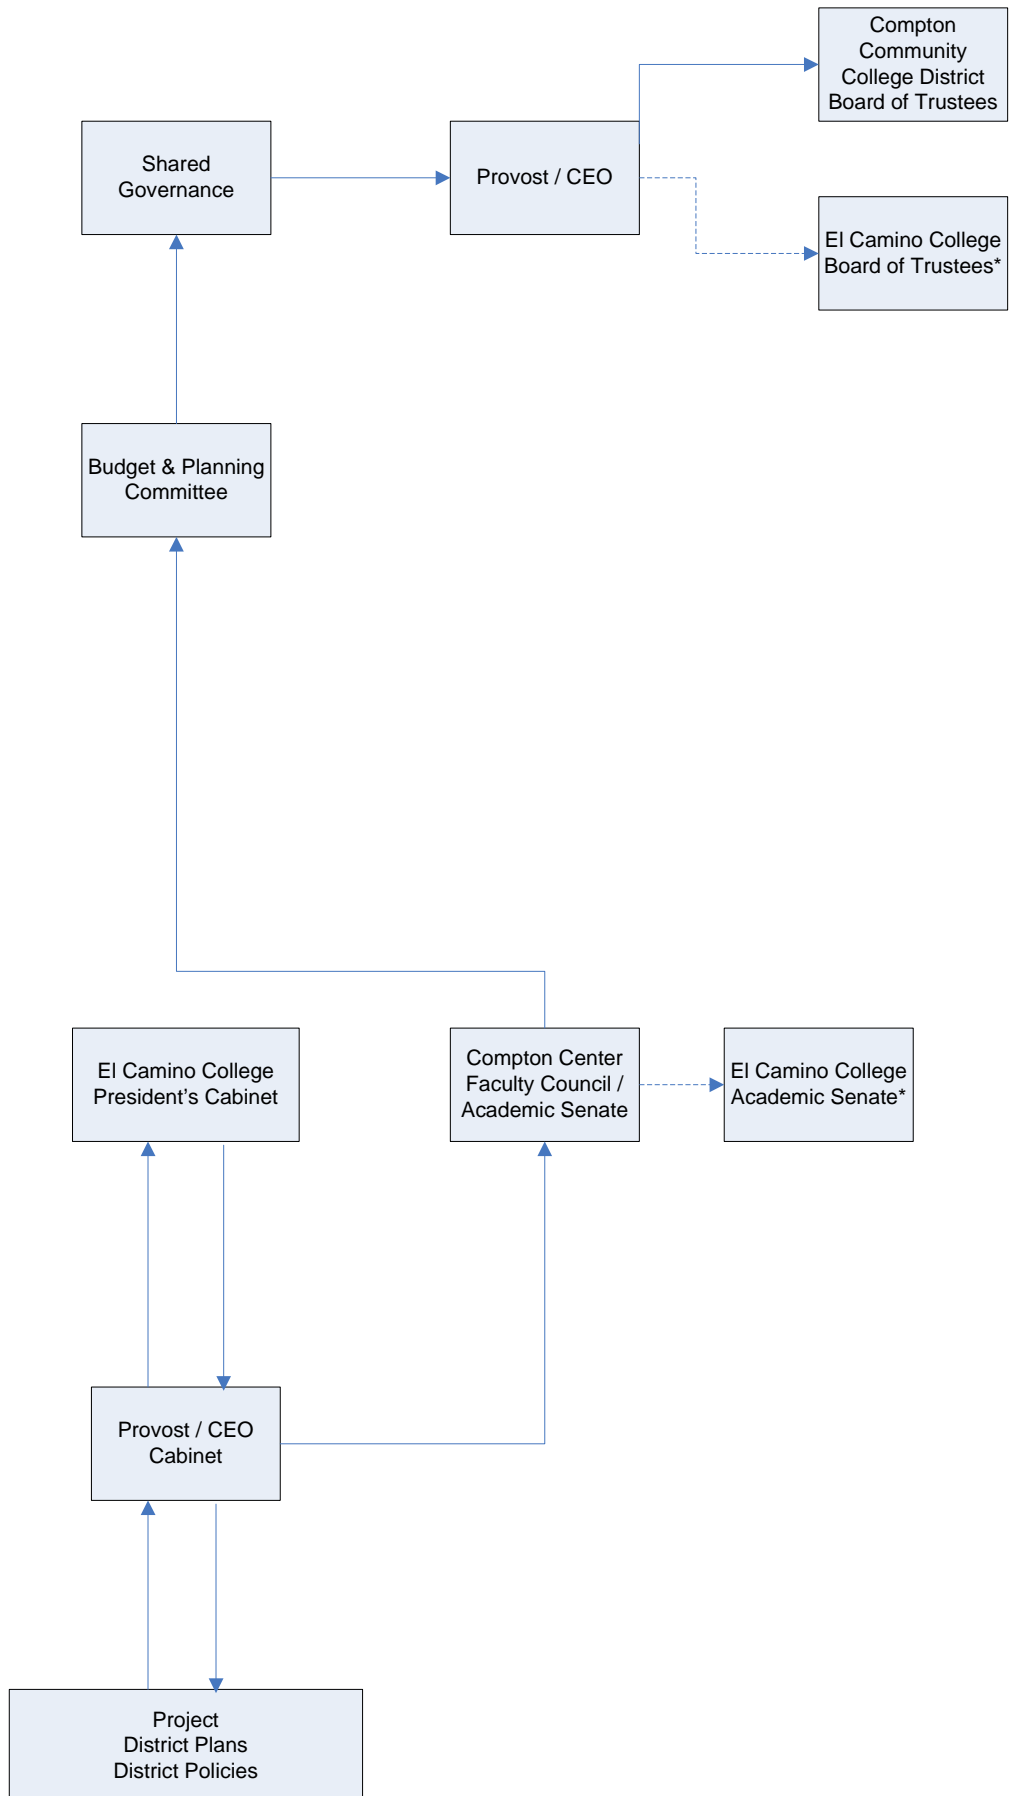 Compton
Community
College District
Board of Trustees
Shared
Governance
Provost / CEO
El Camino College
Board of Trustees*
Budget & Planning
Committee
El Camino College
President’s Cabinet
Compton Center
Faculty Council /
Academic Senate
El Camino College
Academic Senate*
Provost / CEO
Cabinet
Project
District Plans
District Policies